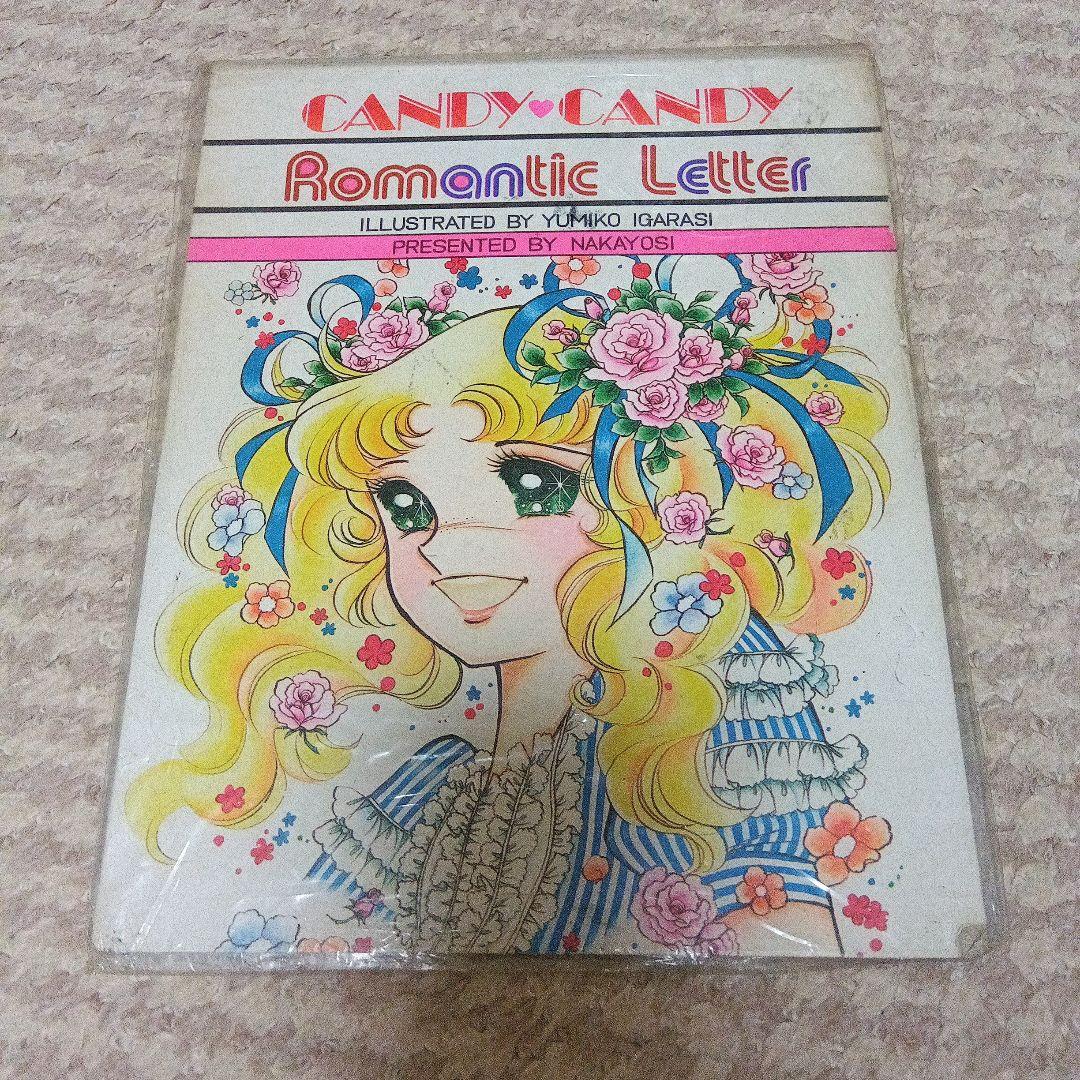 CANDY♥CANDY
Romantic Letter
ILLUSTRATED BY YUMIKO IGARASI
PRESENTED BY NAKAYOSI